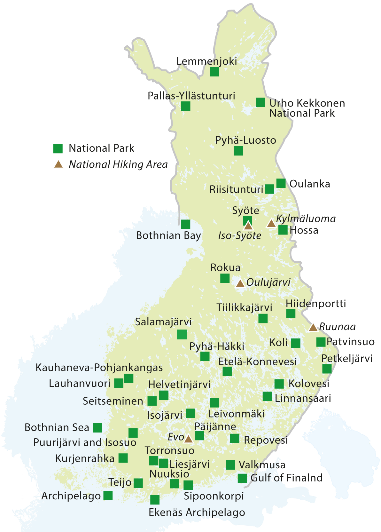 Lemmenjoki
Pallas-Yllästunturi
Urho Kekkonen
National Park
Pyhä-Luosto
National Park
National Hiking Area
Oulanka
Riisitunturi
Syöte
Kylmäluoma
Iso-Syöte
Hossa
Bothnian Bay
Rokua
Oulujärvi
Hiidenportti
Tiilikkajärvi
Salamajärvi
Ruunaa
Koli
Patvinsuo
Pyhä-Häkki
Etelä-Konnevesi
Petkeljärvi
Kauhaneva-Pohjankangas
Lauhanvuori
Helvetinjärvi
Kolovesi
Seitseminen
Linnansaari
Isojärvi
Leivonmäki
Bothnian Sea
Päijänne
Puurijärvi and Isosuo
Evo
Repovesi
Torronsuo
Kurjenrahka
Liesjärvi
Valkmusa
Nuuksio
Teijo
Gulf of Finalnd
Archipelago
Sipoonkorpi
Ekenäs Archipelago